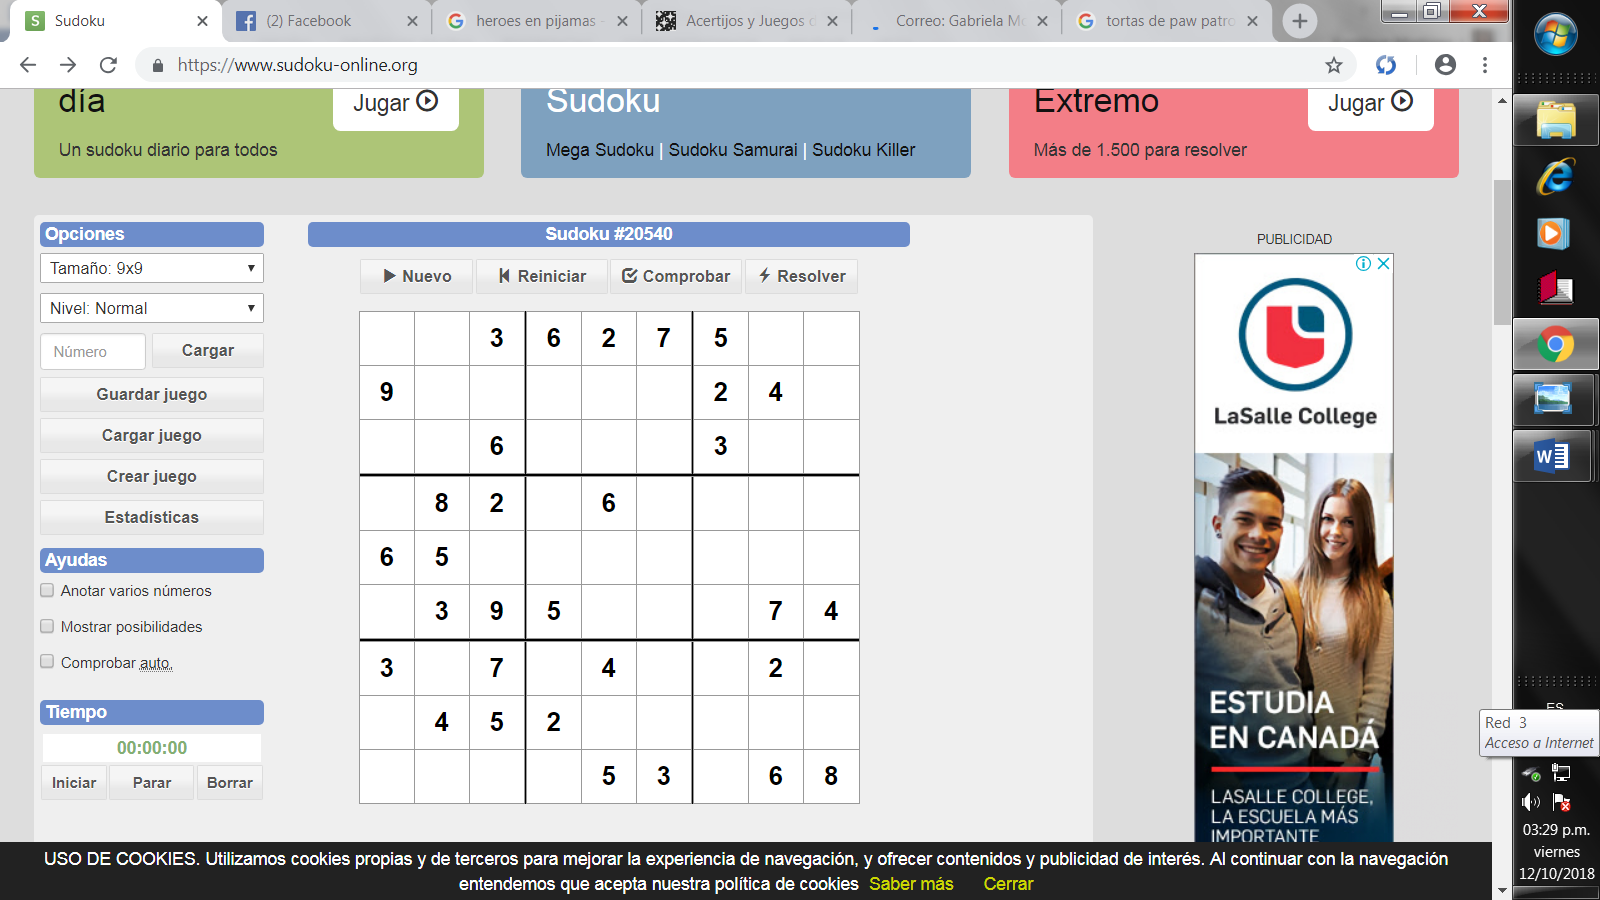 Sudoku
(2) Facebook
heroes en pijamas -
Acertijos y Juegos d
Correo: Gabriela Mo
tortas de paw patro
https://www.sudoku-online.org
día
Jugar
Un sudoku diario para todos
Sudoku
Mega Sudoku | Sudoku Samurai | Sudoku Killer
Extremo
Jugar
Más de 1.500 para resolver
Opciones
Tamaño: 9x9
Nivel: Normal
Número
Cargar
Guardar juego
Cargar juego
Crear juego
Estadísticas
Ayudas
Anotar varios números
Mostrar posibilidades
Comprobar auto.
Tiempo
00:00:00
Iniciar
Parar
Borrar
Sudoku #20540
Nuevo
Reiniciar
Comprobar
Resolver
3 6 2 7 5
9 2 4
6 3
8 2 6
6 5
3 9 5 7 4
3 7 4 2
4 5 2
5 3 6 8
PUBLICIDAD
LaSalle College
ESTUDIA
EN CANADÁ
LASALLE COLLEGE,
LA ESCUELA MÁS
IMPORTANTE
USO DE COOKIES. Utilizamos cookies propias y de terceros para mejorar la experiencia de navegación, y ofrecer contenidos y publicidad de interés. Al continuar con la navegación
entendemos que acepta nuestra política de cookies Saber más Cerrar
ES
Red 3
Acceso a Internet
03:29 p.m.
viernes
12/10/2018